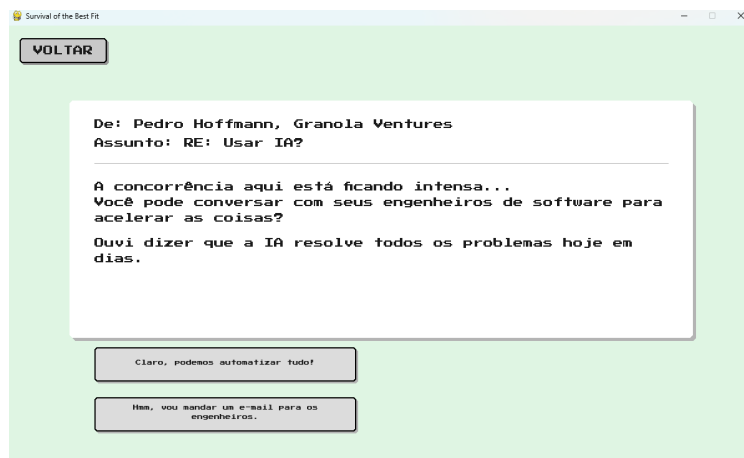 Survival of the Best Fit
VOLTAR
De: Pedro Hoffmann, Granola Ventures
Assunto: RE: Usar IA?
A concorrência aqui está ficando intensa...
Você pode conversar com seus engenheiros de software para
acelerar as coisas?
Ouvi dizer que a IA resolve todos os problemas hoje em
dias.
Claro, podemos automatizar tudo!
Hmm, vou mandar um e-mail para os
engenheiros.